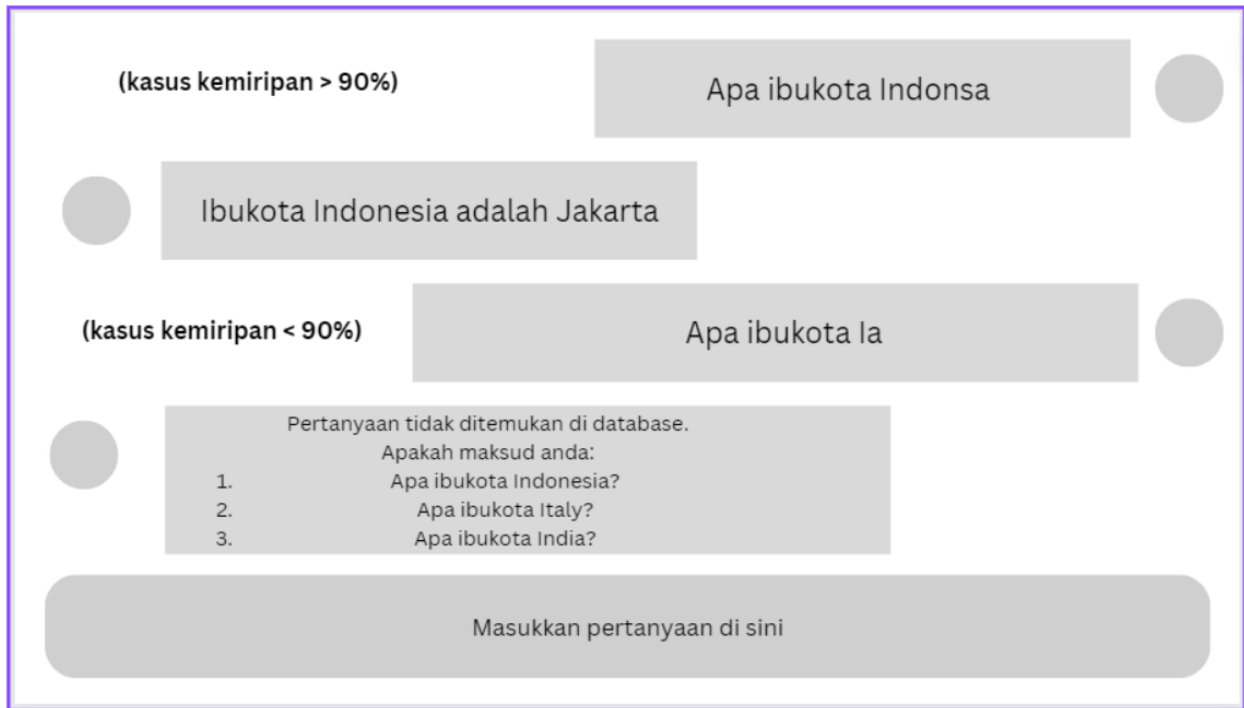 (kasus kemiripan > 90%)
Apa ibukota Indonsa
Ibukota Indonesia adalah Jakarta
(kasus kemiripan < 90%)
Apa ibukota Ia
Pertanyaan tidak ditemukan di database.
Apakah maksud anda:
1. Apa ibukota Indonesia?
2. Apa ibukota Italy?
3. Apa ibukota India?
Masukkan pertanyaan di sini